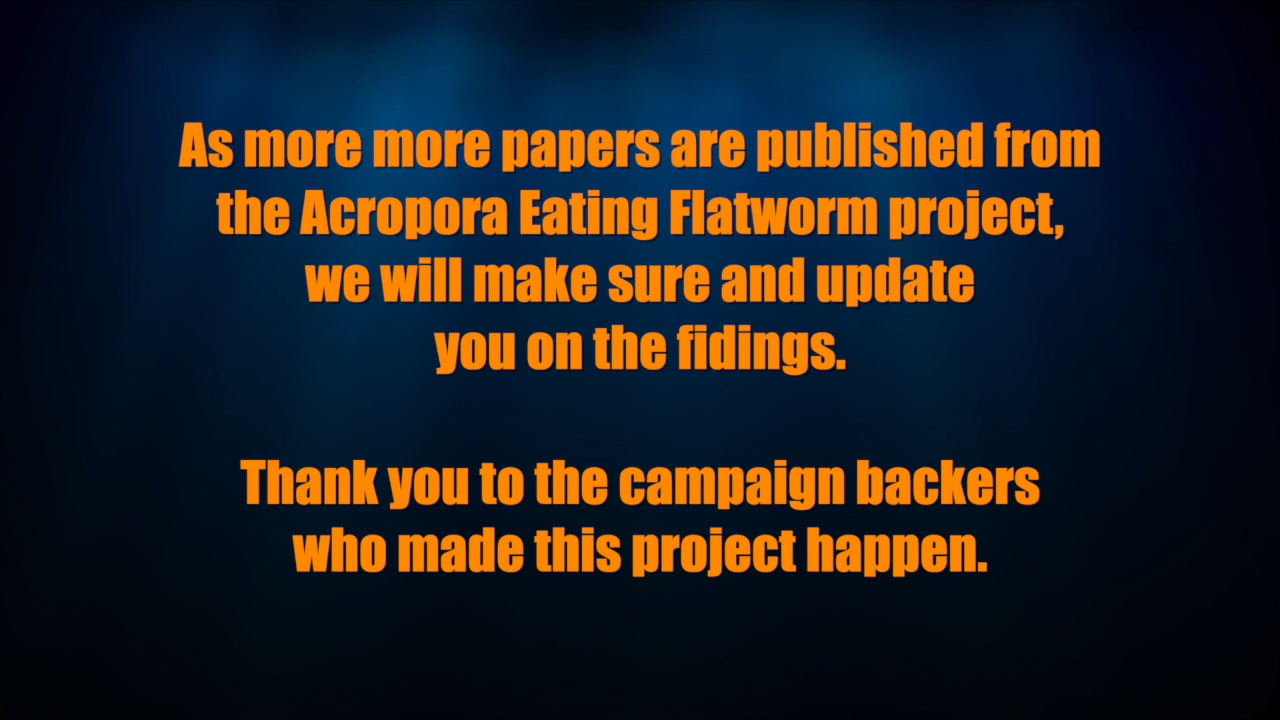 As more more papers are published from
the Acropora Eating Flatworm project,
we will make sure and update
you on the fidings.
Thank you to the campaign backers
who made this project happen.